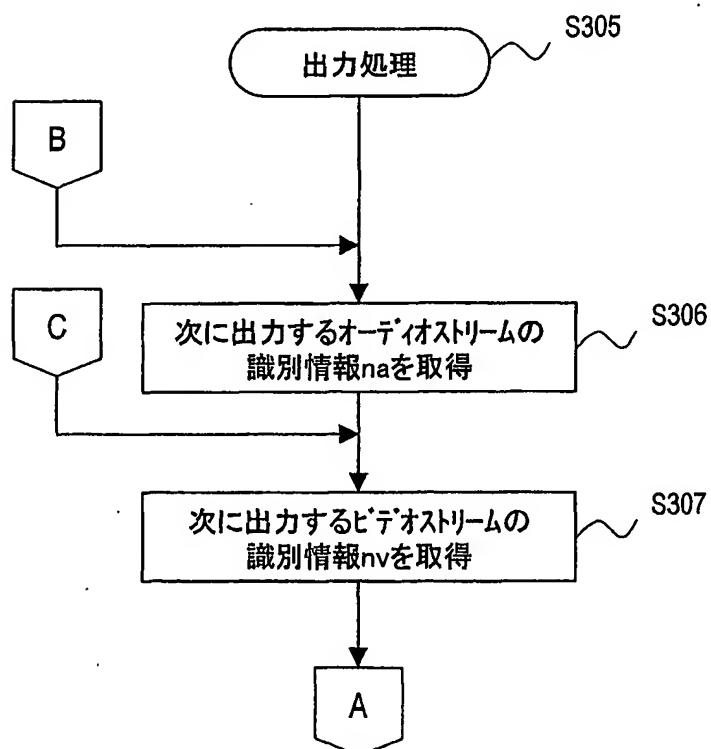 S305
出力処理
B
C
次に出力するオーディオストリームの
識別情報naを取得
S306
次に出力するビデオストリームの
識別情報nvを取得
S307
A